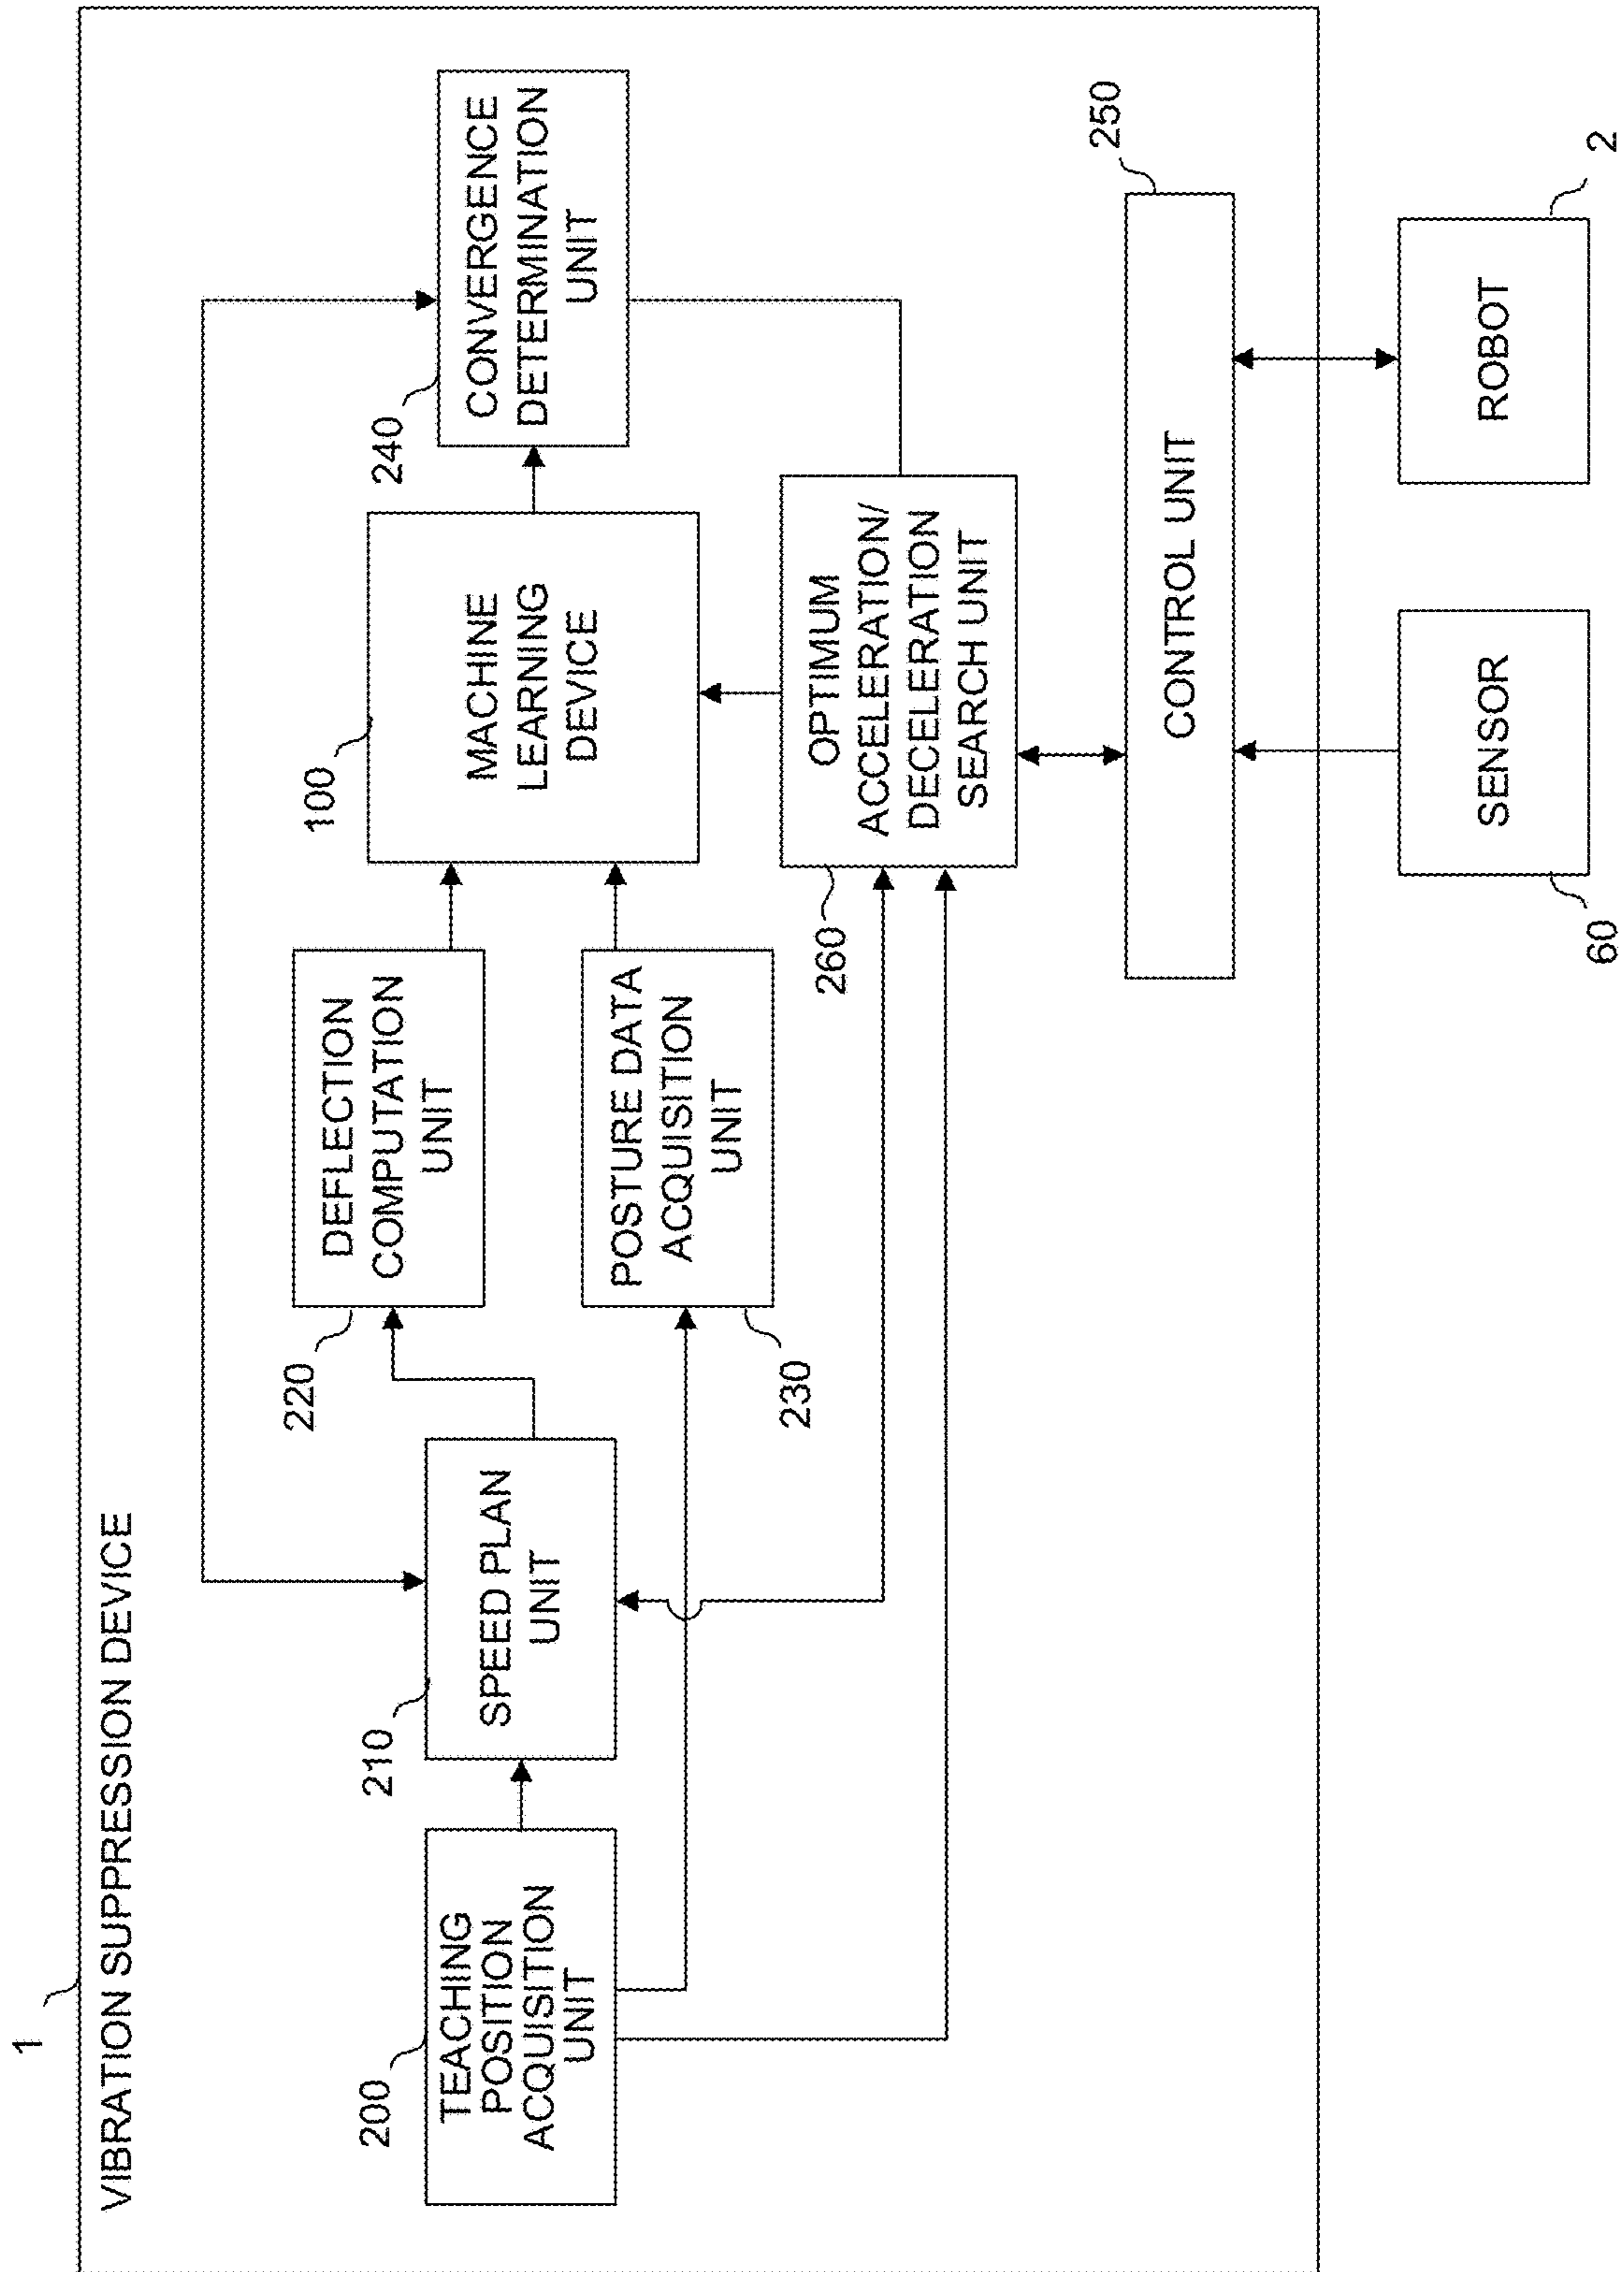 1
VIBRATION SUPPRESSION DEVICE
200
TEACHING
POSITION
ACQUISITION
UNIT
210
SPEED PLAN
UNIT
220
DEFLECTION
COMPUTATION
UNIT
230
POSTURE DATA
ACQUISITION
UNIT
100
MACHINE
LEARNING
DEVICE
240
CONVERGENCE
DETERMINATION
UNIT
260
OPTIMUM
ACCELERATION/
DECELERATION
SEARCH UNIT
250
CONTROL UNIT
60
SENSOR
2
ROBOT